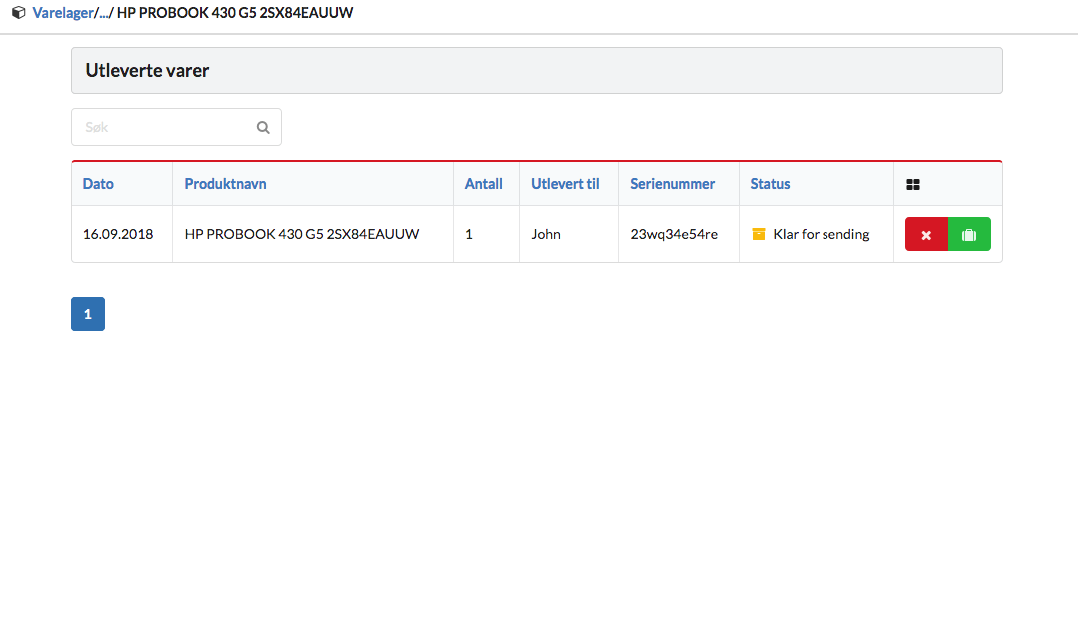 Varelager/.../ HP PROBOOK 430 G5 2SX84EAUUW
Utleverte varer
Søk
Dato Produktnavn Antall Utlevert til Serienummer Status
16.09.2018 HP PROBOOK 430 G5 2SX84EAUUW 1 John 23wq34e54re Klar for sending
1